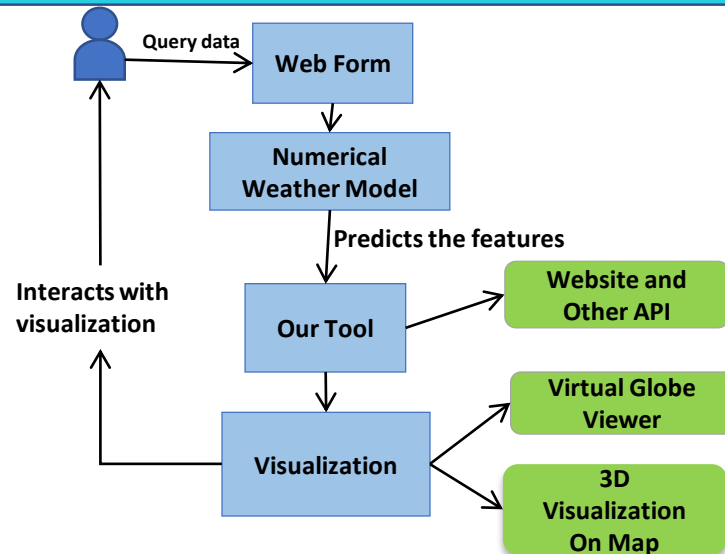 Query data
Web Form
Numerical
Weather Model
Predicts the features
Interacts with
visualization
Our Tool
Website and
Other API
Virtual Globe
Viewer
Visualization
3D
Visualization
On Map